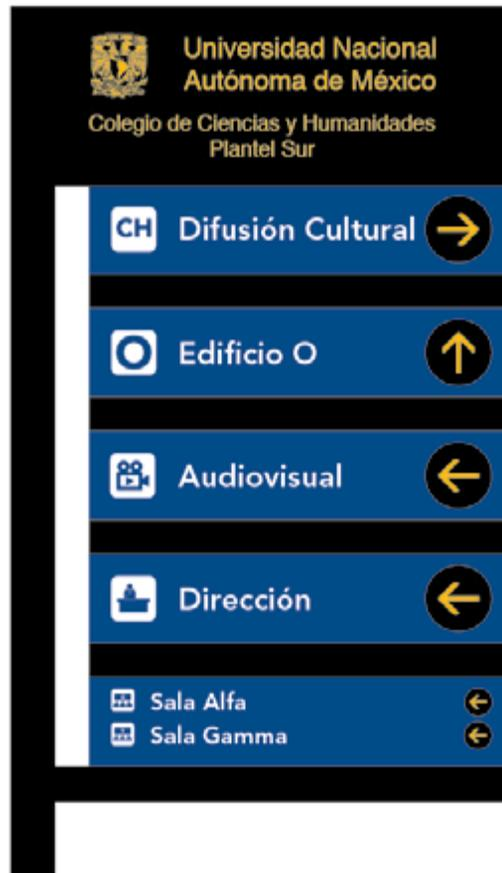 Universidad Nacional
Autónoma de México
Colegio de Ciencias y Humanidades
Plantel Sur
CH Difusión Cultural →
O Edificio O ↑
Audiovisual ←
Dirección ←
Sala Alfa ←
Sala Gamma ←